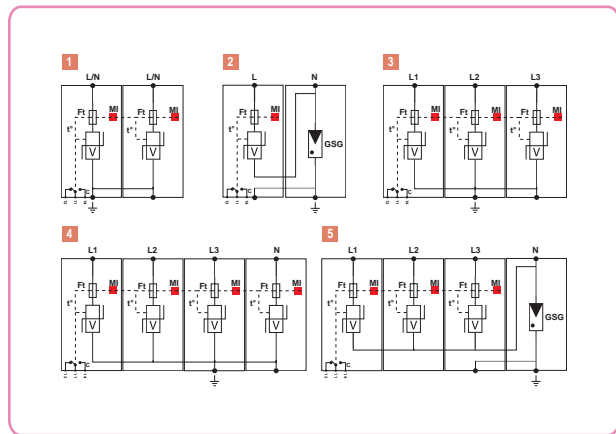 1
L/N L/N
Ft MI Ft MI
t° t°
V V
C
2
L N
Ft MI
t° GSG
V
C
3
L1 L2 L3
Ft MI Ft MI Ft MI
t° t° t°
V V V
C
4
L1 L2 L3 N
Ft MI Ft MI Ft MI Ft MI
t° t° t° t°
V V V V
C
5
L1 L2 L3 N
Ft MI Ft MI Ft MI
t° t° t° GSG
V V V
C